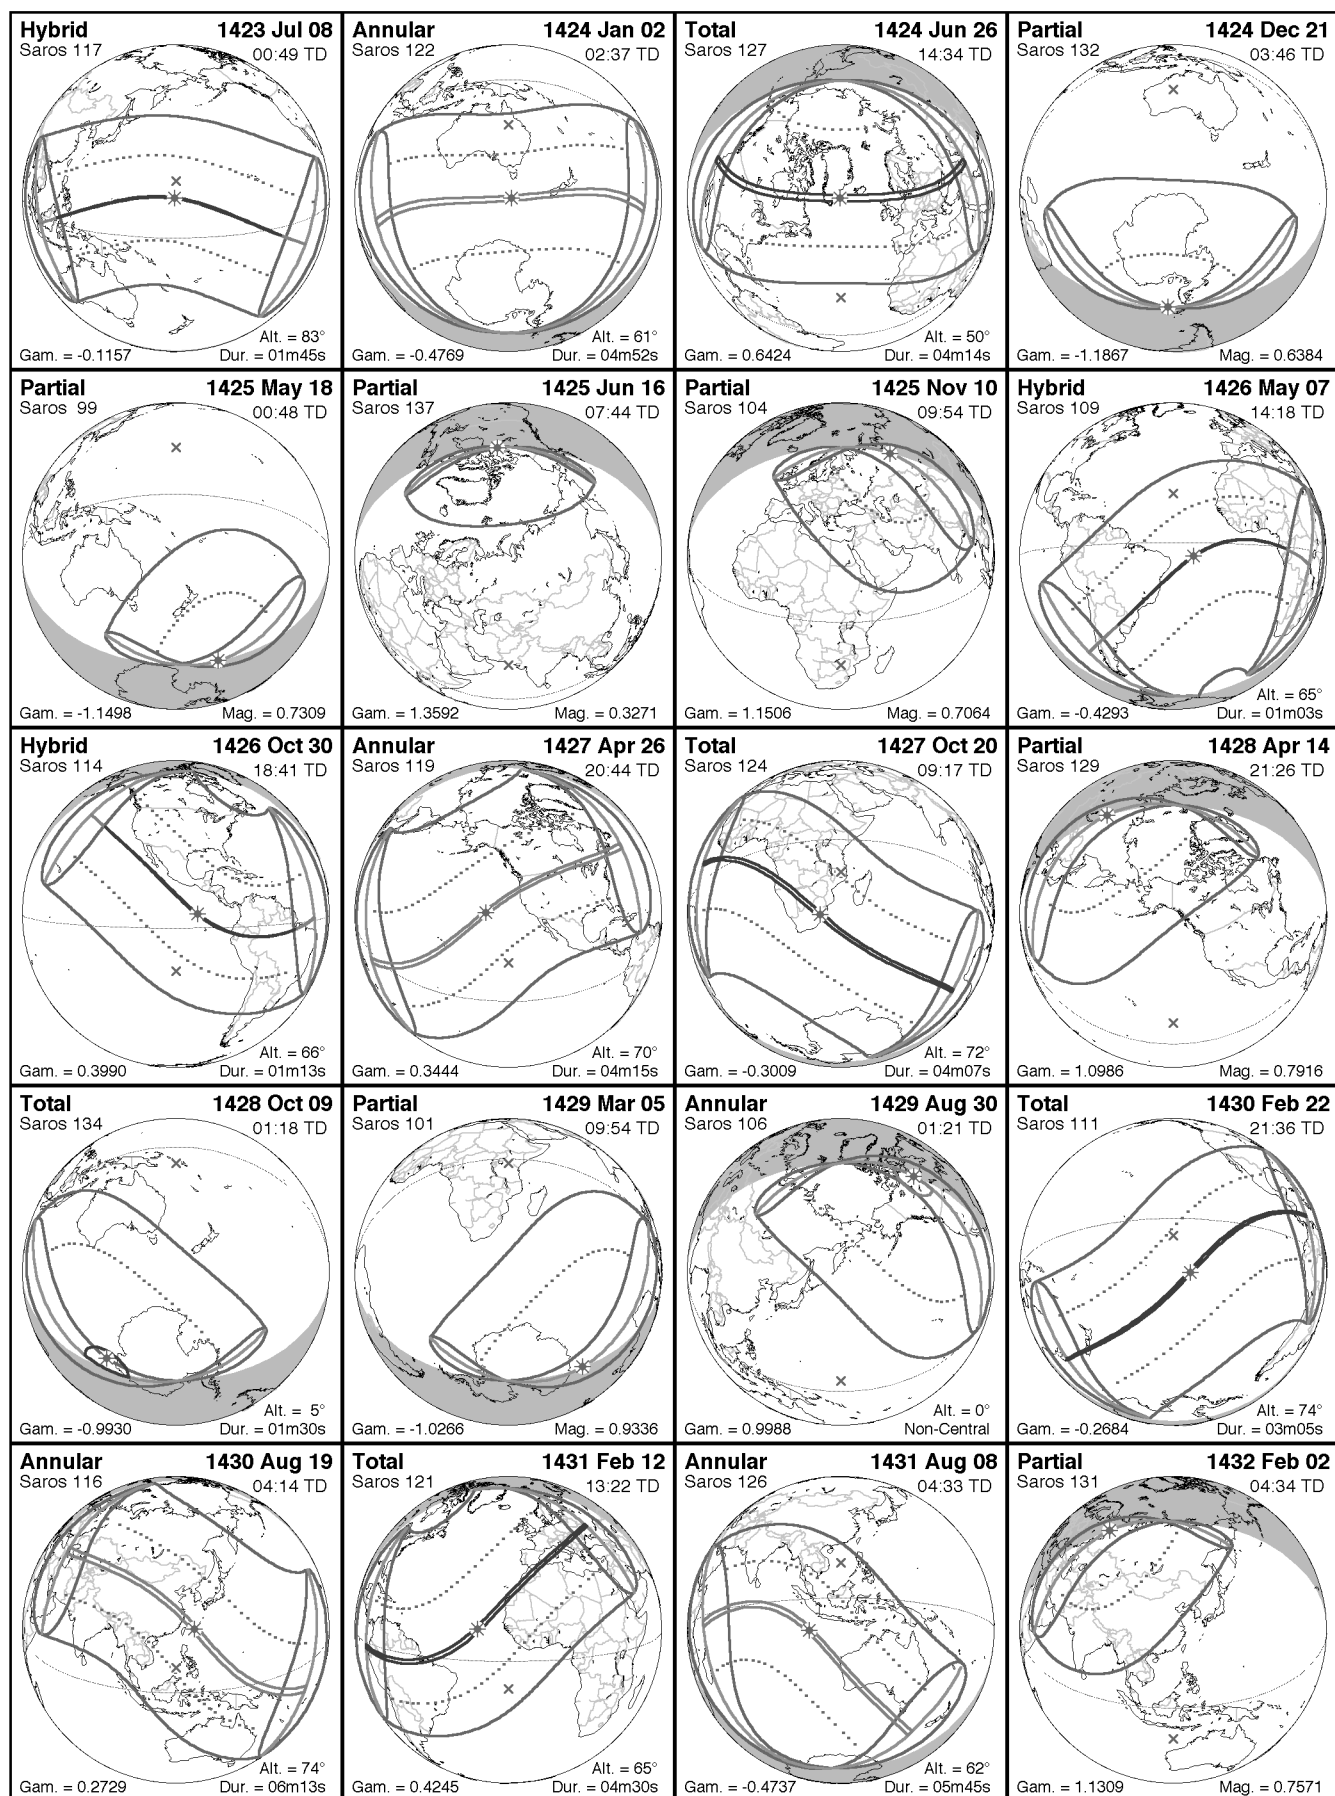 Hybrid 1423 Jul 08
Saros 117 00:49 TD
Alt. = 83°
Gam. = -0.1157 Dur. = 01m45s
Annular 1424 Jan 02
Saros 122 02:37 TD
Alt. = 61°
Gam. = -0.4769 Dur. = 04m52s
Total 1424 Jun 26
Saros 127 14:34 TD
Alt. = 50°
Gam. = 0.6424 Dur. = 04m14s
Partial 1424 Dec 21
Saros 132 03:46 TD
Gam. = -1.1867 Mag. = 0.6384
Partial 1425 May 18
Saros 99 00:48 TD
Gam. = -1.1498 Mag. = 0.7309
Partial 1425 Jun 16
Saros 137 07:44 TD
Gam. = 1.3592 Mag. = 0.3271
Partial 1425 Nov 10
Saros 104 09:54 TD
Gam. = 1.1506 Mag. = 0.7064
Hybrid 1426 May 07
Saros 109 14:18 TD
Alt. = 65°
Gam. = -0.4293 Dur. = 01m03s
Hybrid 1426 Oct 30
Saros 114 18:41 TD
Alt. = 66°
Gam. = 0.3990 Dur. = 01m13s
Annular 1427 Apr 26
Saros 119 20:44 TD
Alt. = 70°
Gam. = 0.3444 Dur. = 04m15s
Total 1427 Oct 20
Saros 124 09:17 TD
Alt. = 72°
Gam. = -0.3009 Dur. = 04m07s
Partial 1428 Apr 14
Saros 129 21:26 TD
Gam. = 1.0986 Mag. = 0.7916
Total 1428 Oct 09
Saros 134 01:18 TD
Alt. = 5°
Gam. = -0.9930 Dur. = 01m30s
Partial 1429 Mar 05
Saros 101 09:54 TD
Gam. = -1.0266 Mag. = 0.9336
Annular 1429 Aug 30
Saros 106 01:21 TD
Alt. = 0°
Gam. = 0.9988 Non-Central
Total 1430 Feb 22
Saros 111 21:36 TD
Alt. = 74°
Gam. = -0.2684 Dur. = 03m05s
Annular 1430 Aug 19
Saros 116 04:14 TD
Alt. = 74°
Gam. = 0.2729 Dur. = 06m13s
Total 1431 Feb 12
Saros 121 13:22 TD
Alt. = 65°
Gam. = 0.4245 Dur. = 04m30s
Annular 1431 Aug 08
Saros 126 04:33 TD
Alt. = 62°
Gam. = -0.4737 Dur. = 05m45s
Partial 1432 Feb 02
Saros 131 04:34 TD
Gam. = 1.1309 Mag. = 0.7571